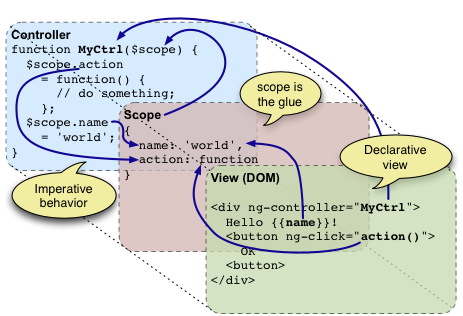 Controller
function MyCtrl($scope) {
$scope.action
= function() {
// do something;
};
$scope.name
= 'world';
}
scope is
the glue
Scope
{
name: 'world',
action: function
}
Declarative
view
Imperative
behavior
View (DOM)
<div ng-controller="MyCtrl">
Hello {{name}}!
<button ng-click="action()">
OK
<button>
</div>